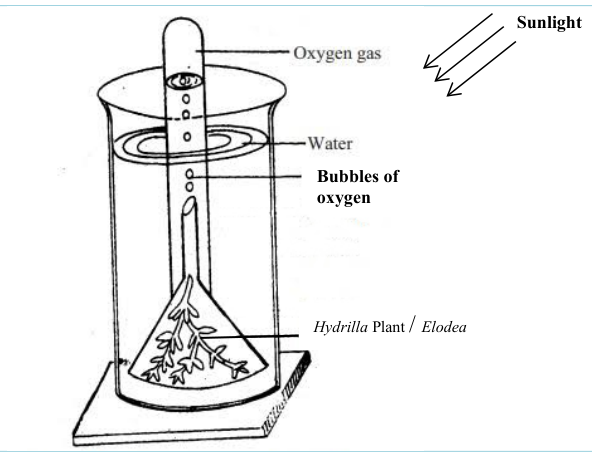 Sunlight
Oxygen gas
Water
Bubbles of
oxygen
Hydrilla Plant / Elodea